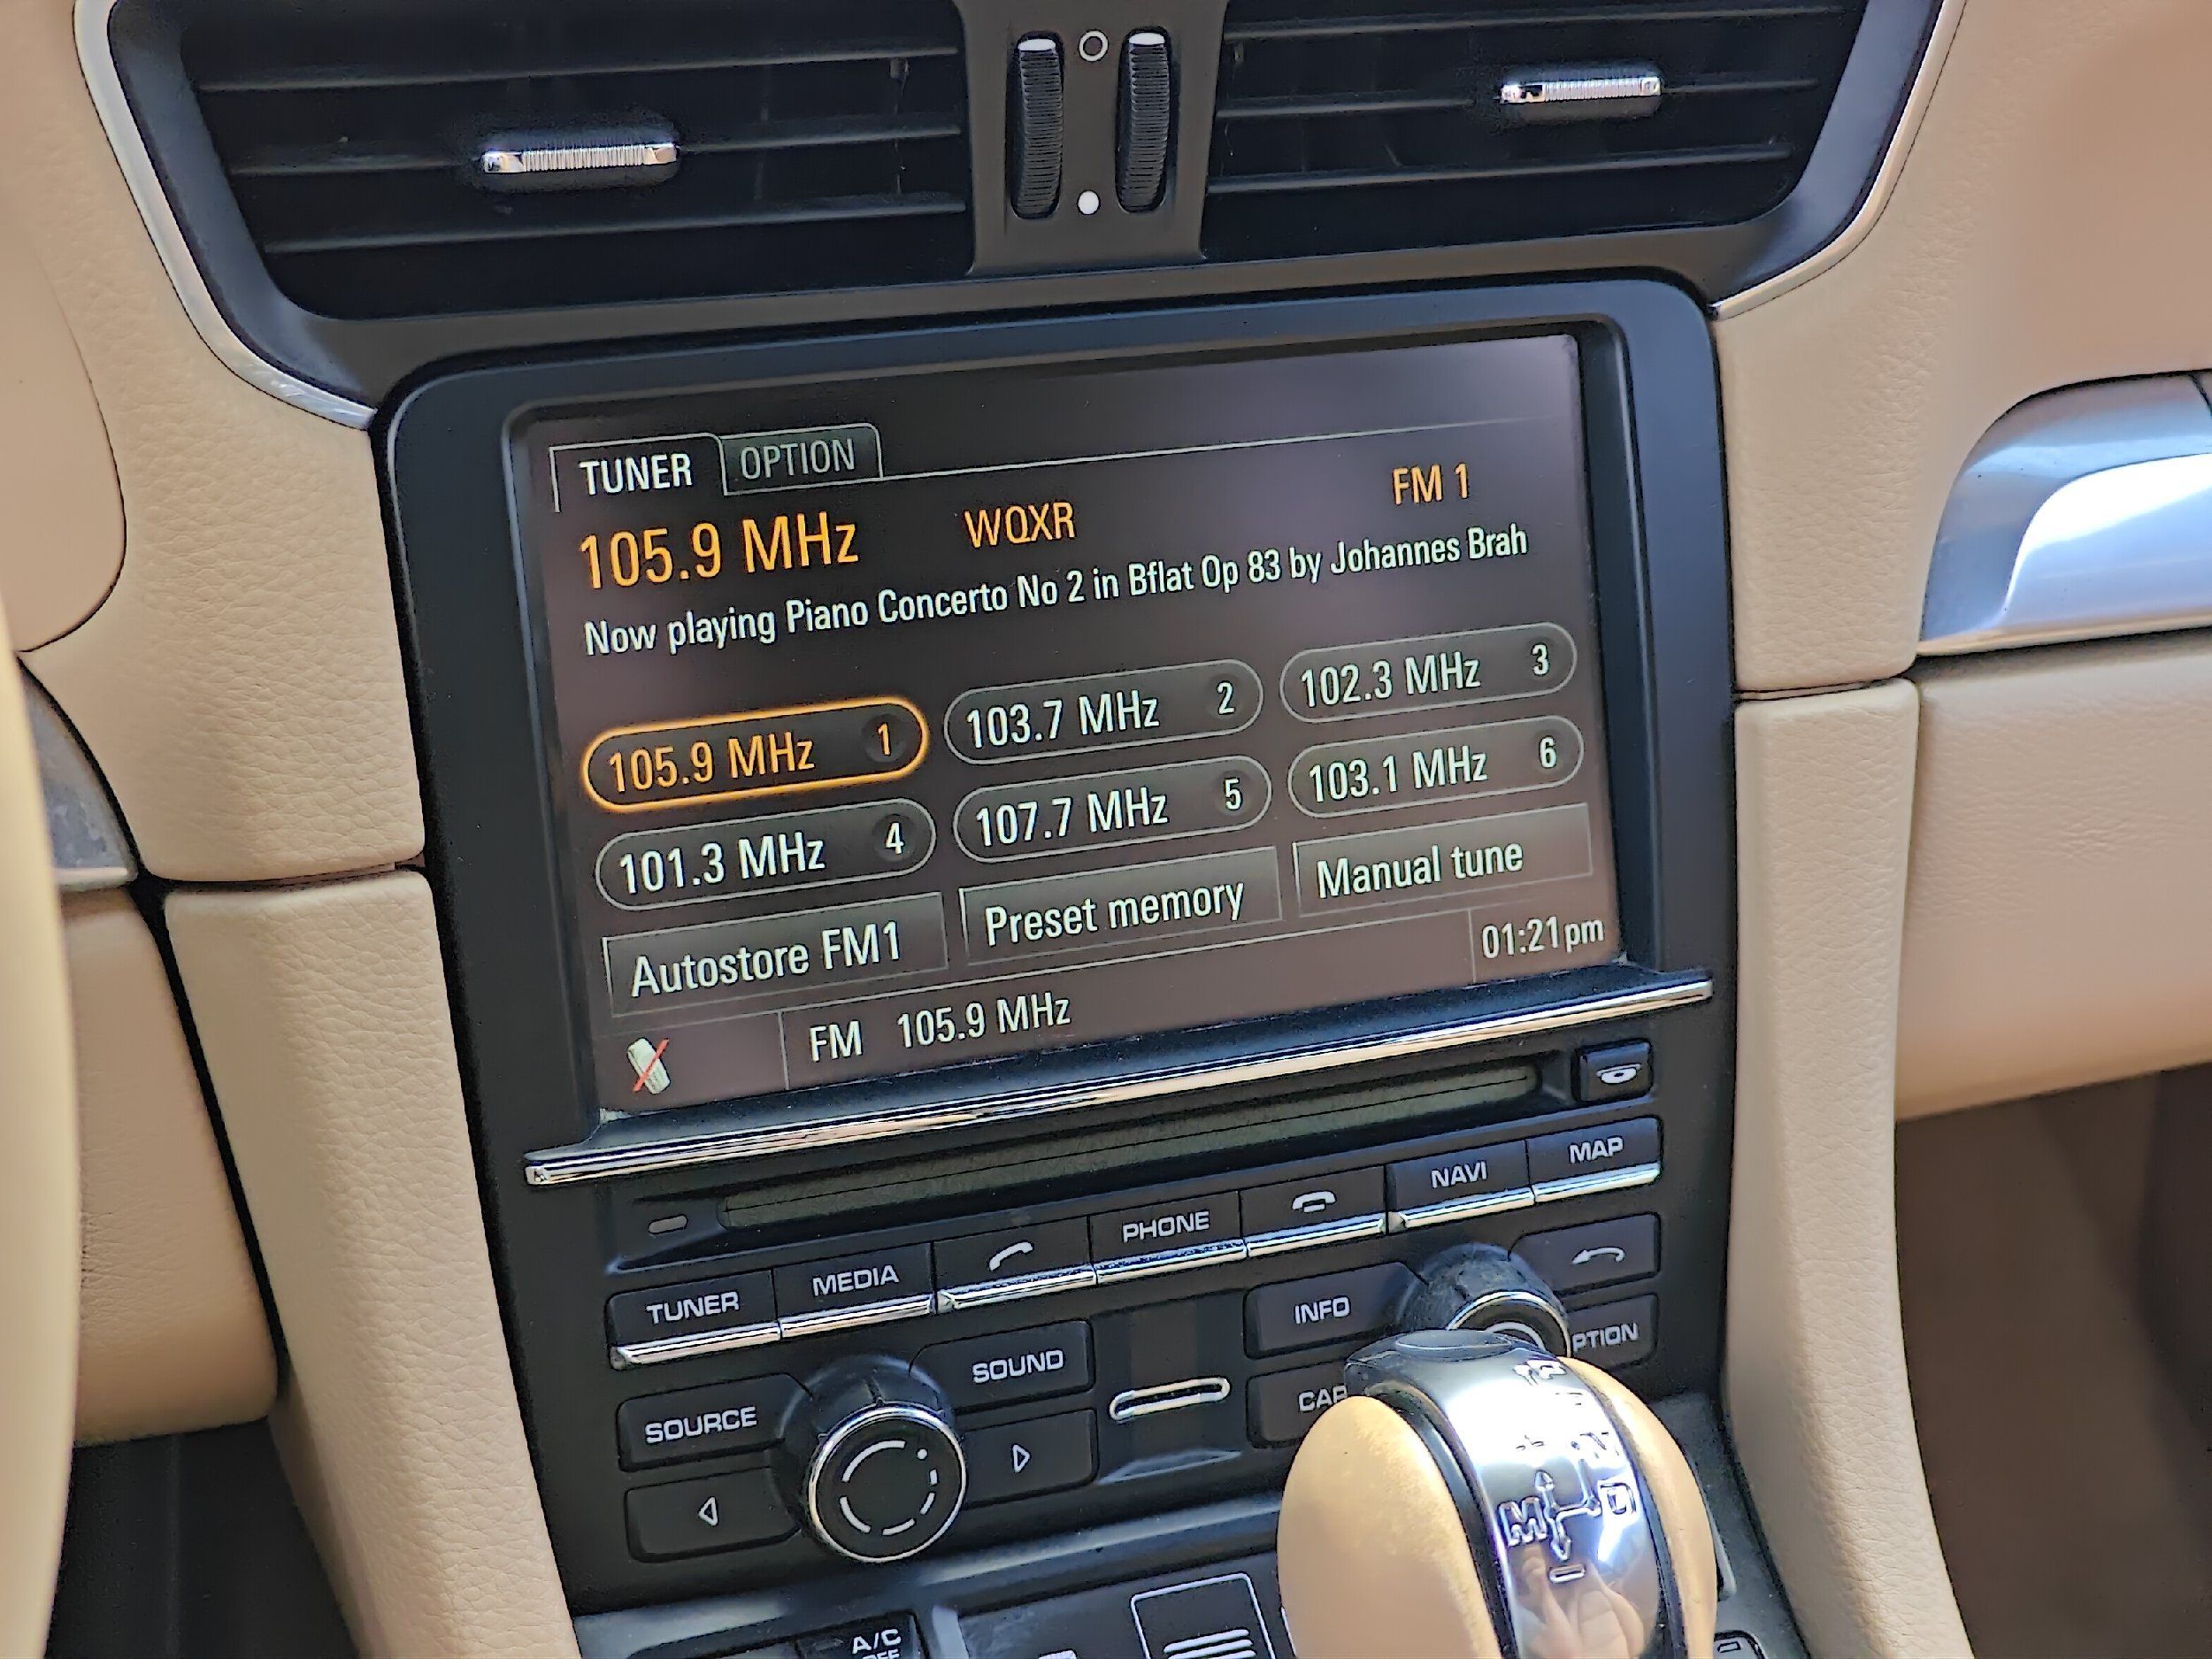 TUNER OPTION
105.9 MHz WQXR FM 1
Now playing Piano Concerto No 2 in Bflat Op 83 by Johannes Brah
105.9 MHz 1 103.7 MHz 2 102.3 MHz 3
101.3 MHz 4 107.7 MHz 5 103.1 MHz 6
Autostore FM1 Preset memory Manual tune
FM 105.9 MHz 01:21pm
TUNER MEDIA PHONE NAVI MAP
SOURCE SOUND INFO PTION
CAR
M D
A/C